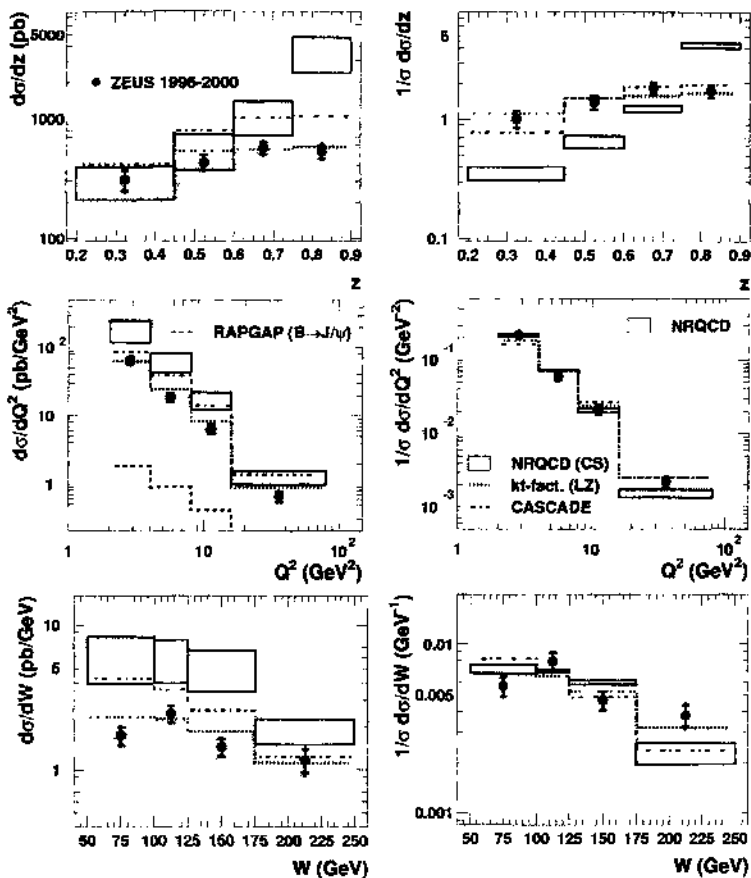 dσ/dz (pb)
5000
1000
100
ZEUS 1996-2000
0.2 0.3 0.4 0.5 0.6 0.7 0.8 0.9
z
1/σ dσ/dz
5
1
0.1
0.2 0.3 0.4 0.5 0.6 0.7 0.8 0.9
z
dσ/dQ² (pb/GeV²)
10²
10
1
RAPGAP (B→J/ψ)
1 10 10²
Q² (GeV²)
1/σ dσ/dQ² (GeV⁻²)
10⁻¹
10⁻²
10⁻³
NRQCD
NRQCD (CS)
kt-fact. (LZ)
CASCADE
1 10 10²
Q² (GeV²)
dσ/dW (pb/GeV)
10
5
1
50 75 100 125 150 175 200 225 250
W (GeV)
1/σ dσ/dW (GeV⁻¹)
0.01
0.005
0.001
50 75 100 125 150 175 200 225 250
W (GeV)